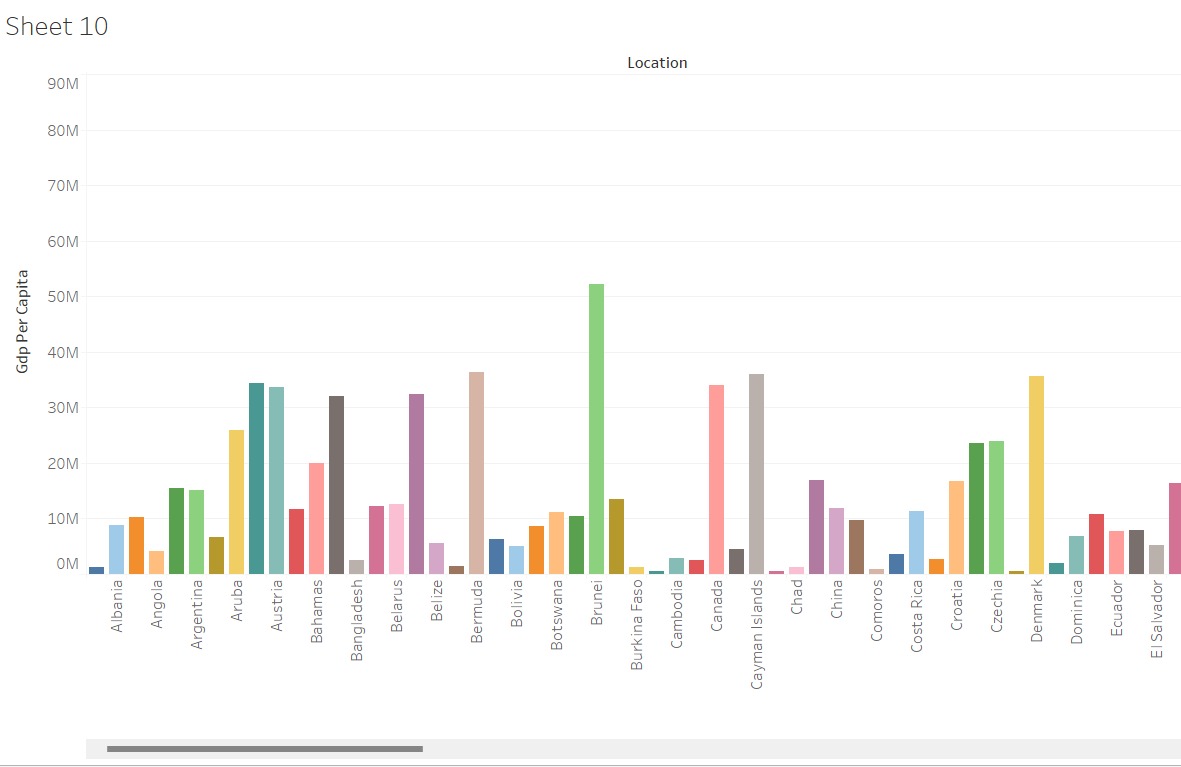 Sheet 10
Location
Gdp Per Capita
90M
80M
70M
60M
50M
40M
30M
20M
10M
0M
Albania
Angola
Argentina
Aruba
Austria
Bahamas
Bangladesh
Belarus
Belize
Bermuda
Bolivia
Botswana
Brunei
Burkina Faso
Cambodia
Canada
Cayman Islands
Chad
China
Comoros
Costa Rica
Croatia
Czechia
Denmark
Dominica
Ecuador
El Salvador